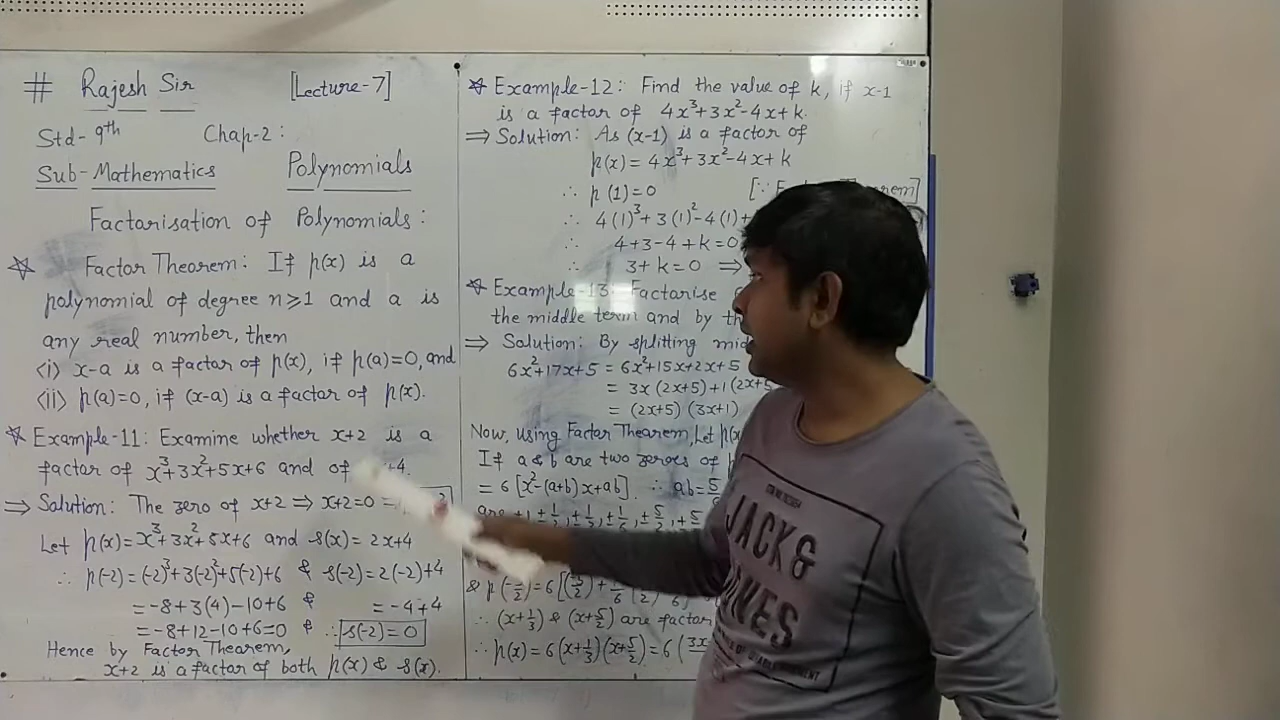 # Rajesh Sir [Lecture-7]
Std- 9th Chap-2:
Sub-Mathematics Polynomials
Factorisation of Polynomials:
☆ Factor Theorem: If p(x) is a
polynomial of degree n≥1 and a is
any real number, then
<i> x-a is a factor of p(x), if p(a)=0, and
<ii> p(a)=0, if (x-a) is a factor of p(x).
☆ Example-11: Examine whether x+2 is a
factor of x³+3x²+5x+6 and of +4.
⇒ Solution: The zero of x+2 ⇒ x+2=0
Let p(x)=x³+3x²+5x+6 and s(x)=2x+4
∴ p(-2)=(-2)³+3(-2)²+5(-2)+6 & s(-2)=2(-2)+4
=-8+3(4)-10+6 & =-4+4
=-8+12-10+6=0 & ∴ s(-2)=0
Hence by Factor Theorem,
x+2 is a factor of both p(x) & s(x).
☆ Example-12: Find the value of k, if x-1
is a factor of 4x³+3x²-4x+k.
⇒ Solution: As (x-1) is a factor of
p(x)=4x³+3x²-4x+k
∴ p(1)=0
∴ 4(1)³+3(1)²-4(1)+
∴ 4+3-4+k=0
∴ 3+k=0 ⇒
☆ Example-13: Factorise
the middle term and by
⇒ Solution: By splitting
6x²+17x+5 = 6x²+15x+2x+5
= 3x(2x+5)+1(2x+5
= (2x+5) (3x+1)
Now, using Factor Theorem, Let
If a & b are two zeroes of
= 6[x²-(a+b)x+ab]. ∴ ab=5/6
are
∴ (x+1/3) & (x+5/2) are factor
∴ p(x)=6(x+1/3)(x+5/2)=6(3x
JACK &
JONES